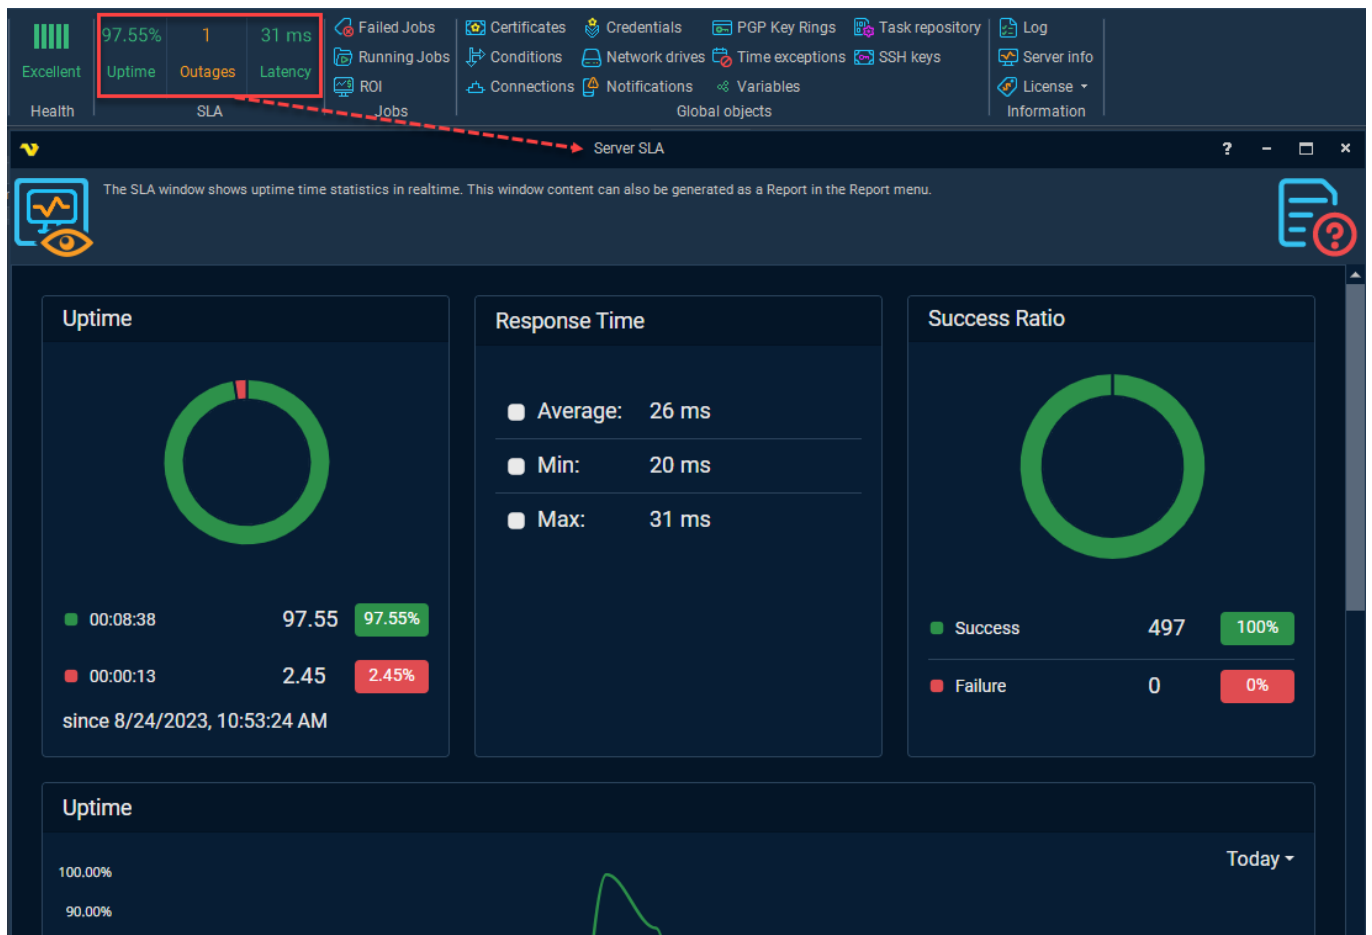 97.55% 1 31 ms Failed Jobs Certificates Credentials PGP Key Rings Task repository Log
Excellent Uptime Outages Latency Running Jobs Conditions Network drives Time exceptions SSH keys Server info
ROI Connections Notifications Variables License
Health SLA Jobs Global objects Information
Server SLA ?
The SLA window shows uptime time statistics in realtime. This window content can also be generated as a Report in the Report menu.
?
Uptime
00:08:38 97.55 97.55%
00:00:13 2.45 2.45%
since 8/24/2023, 10:53:24 AM
Response Time
Average: 26 ms
Min: 20 ms
Max: 31 ms
Success Ratio
Success 497 100%
Failure 0 0%
Uptime
Today
100.00%
90.00%